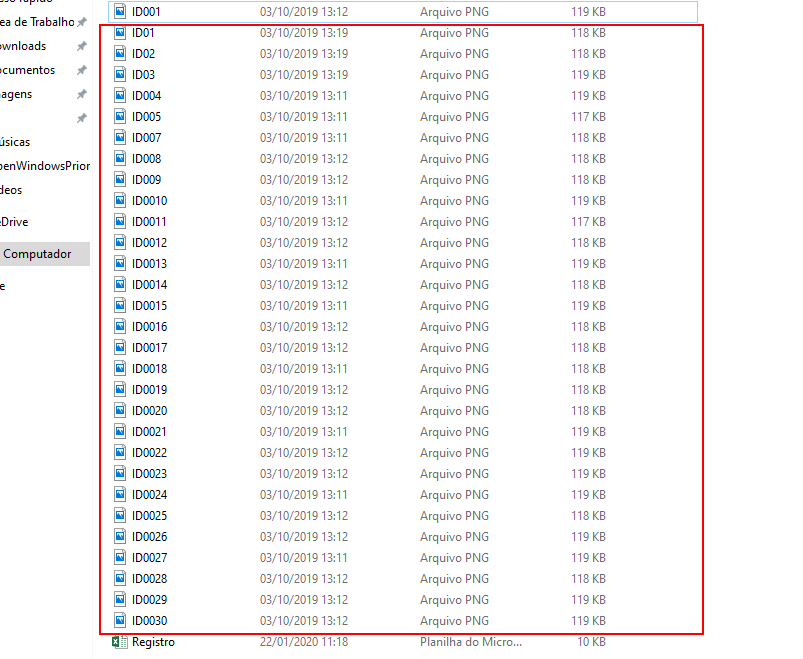 ID001 03/10/2019 13:12 Arquivo PNG 119 KB
ea de Trabalho
ID01 03/10/2019 13:19 Arquivo PNG 118 KB
ownloads
ID02 03/10/2019 13:19 Arquivo PNG 118 KB
ocumentos
ID03 03/10/2019 13:19 Arquivo PNG 118 KB
agens
ID004 03/10/2019 13:11 Arquivo PNG 119 KB
ID005 03/10/2019 13:11 Arquivo PNG 117 KB
úsicas
ID007 03/10/2019 13:11 Arquivo PNG 118 KB
penWindowsPrior
ID008 03/10/2019 13:12 Arquivo PNG 118 KB
deos
ID009 03/10/2019 13:12 Arquivo PNG 118 KB
ID0010 03/10/2019 13:11 Arquivo PNG 119 KB
eDrive
ID0011 03/10/2019 13:12 Arquivo PNG 117 KB
ID0012 03/10/2019 13:12 Arquivo PNG 118 KB
Computador
ID0013 03/10/2019 13:11 Arquivo PNG 119 KB
e
ID0014 03/10/2019 13:12 Arquivo PNG 118 KB
ID0015 03/10/2019 13:11 Arquivo PNG 119 KB
ID0016 03/10/2019 13:12 Arquivo PNG 118 KB
ID0017 03/10/2019 13:12 Arquivo PNG 118 KB
ID0018 03/10/2019 13:11 Arquivo PNG 119 KB
ID0019 03/10/2019 13:12 Arquivo PNG 118 KB
ID0020 03/10/2019 13:12 Arquivo PNG 118 KB
ID0021 03/10/2019 13:11 Arquivo PNG 119 KB
ID0022 03/10/2019 13:12 Arquivo PNG 119 KB
ID0023 03/10/2019 13:12 Arquivo PNG 119 KB
ID0024 03/10/2019 13:11 Arquivo PNG 119 KB
ID0025 03/10/2019 13:12 Arquivo PNG 118 KB
ID0026 03/10/2019 13:12 Arquivo PNG 119 KB
ID0027 03/10/2019 13:11 Arquivo PNG 119 KB
ID0028 03/10/2019 13:12 Arquivo PNG 118 KB
ID0029 03/10/2019 13:12 Arquivo PNG 119 KB
ID0030 03/10/2019 13:12 Arquivo PNG 119 KB
Registro 22/01/2020 11:18 Planilha do Micro... 10 KB